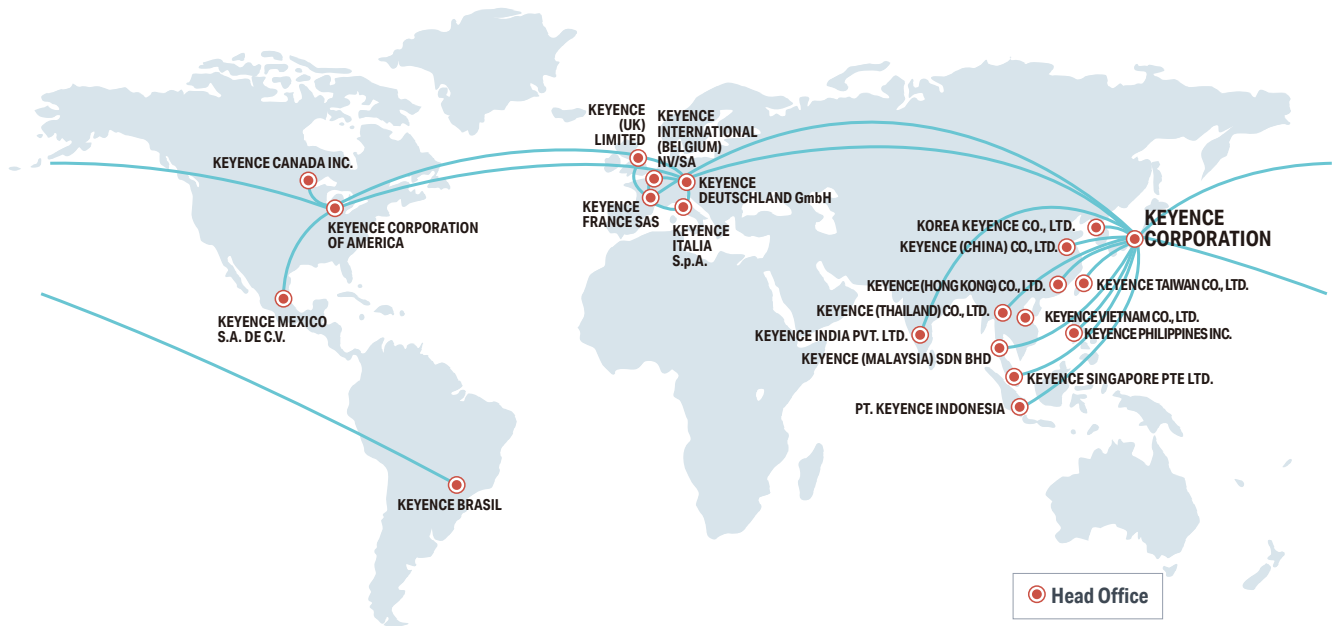 KEYENCE CANADA INC.
KEYENCE CORPORATION
OF AMERICA
KEYENCE MEXICO
S.A. DE C.V.
KEYENCE BRASIL
KEYENCE
(UK)
LIMITED
KEYENCE
INTERNATIONAL
(BELGIUM)
NV/SA
KEYENCE
DEUTSCHLAND GmbH
KEYENCE
FRANCE SAS
KEYENCE
ITALIA
S.p.A.
KEYENCE
CORPORATION
KOREA KEYENCE CO., LTD.
KEYENCE (CHINA) CO., LTD.
KEYENCE (HONG KONG) CO., LTD.
KEYENCE TAIWAN CO., LTD.
KEYENCE (THAILAND) CO., LTD.
KEYENCE VIETNAM CO., LTD.
KEYENCE INDIA PVT. LTD.
KEYENCE PHILIPPINES INC.
KEYENCE (MALAYSIA) SDN BHD
KEYENCE SINGAPORE PTE LTD.
PT. KEYENCE INDONESIA
Head Office